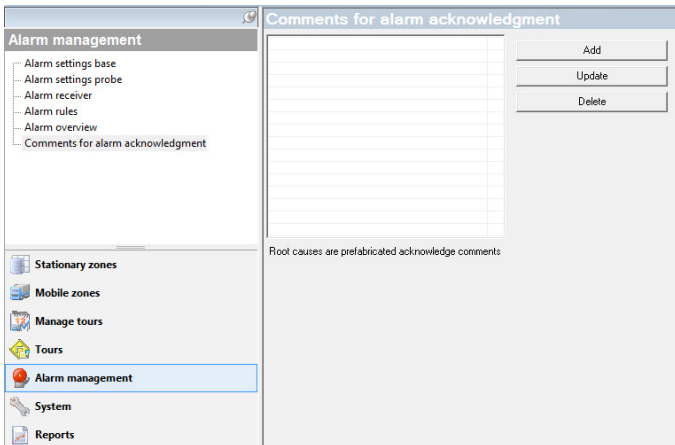 Alarm management
Alarm settings base
Alarm settings probe
Alarm receiver
Alarm rules
Alarm overview
Comments for alarm acknowledgment
Stationary zones
Mobile zones
Manage tours
Tours
Alarm management
System
Reports
Comments for alarm acknowledgment
Add
Update
Delete
Root causes are prefabricated acknowledge comments